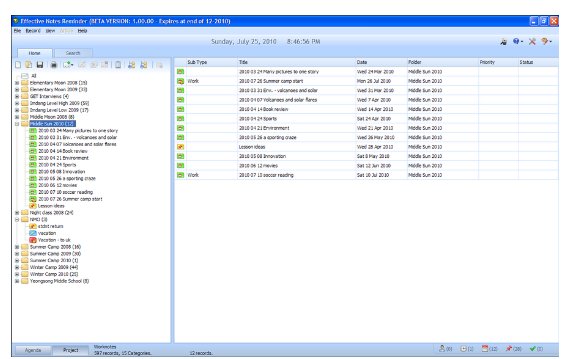 Effective Notes Reminder (BETA VERSION: 1.00.00 - Expires at end of 12-2010)
File Record View Action Help
Sunday, July 25, 2010 8:46:56 PM
Home Search
All
Elementary Moon 2008 (15)
Elementary Moon 2009 (33)
GET Interviews (4)
Imdang Level High 2009 (59)
Imdang Level Low 2009 (17)
Middle Moon 2008 (6)
Middle Sun 2010 (12)
2010 03 24 Many pictures to one story
2010 03 31 Env. - volcanoes and solar
2010 04 07 volcanoes and solar flares
2010 04 14 Book review
2010 04 21 Environment
2010 04 24 Sports
2010 05 08 Innovation
2010 05 26 a sporting craze
2010 06 12 movies
2010 07 10 soccer reading
2010 07 26 Summer camp start
Lesson ideas
Night class 2008 (24)
NMO (3)
stdnt return
Vacation
Vacation - to uk
Summer Camp 2008 (16)
Summer Camp 2009 (30)
Summer Camp 2010 (1)
Winter Camp 2009 (44)
Winter Camp 2010 (25)
Yeongsong Middle School (8)
Sub Type Title Date Folder Priority Status
2010 03 24 Many pictures to one story Wed 24 Mar 2010 Middle Sun 2010
Work 2010 07 26 Summer camp start Mon 26 Jul 2010 Middle Sun 2010
2010 03 31 Env. - volcanoes and solar Wed 31 Mar 2010 Middle Sun 2010
2010 04 07 volcanoes and solar flares Wed 7 Apr 2010 Middle Sun 2010
2010 04 14 Book review Wed 14 Apr 2010 Middle Sun 2010
2010 04 24 Sports Sat 24 Apr 2010 Middle Sun 2010
2010 04 21 Environment Wed 21 Apr 2010 Middle Sun 2010
2010 05 26 a sporting craze Wed 26 May 2010 Middle Sun 2010
Lesson ideas Wed 28 Apr 2010 Middle Sun 2010
2010 05 08 Innovation Sat 8 May 2010 Middle Sun 2010
2010 06 12 movies Sat 12 Jun 2010 Middle Sun 2010
Work 2010 07 10 soccer reading Sat 10 Jul 2010 Middle Sun 2010
Agenda Project
Worknotes
597 records, 15 Categories.
12 records.
(0) (1) (12) (28) (0)